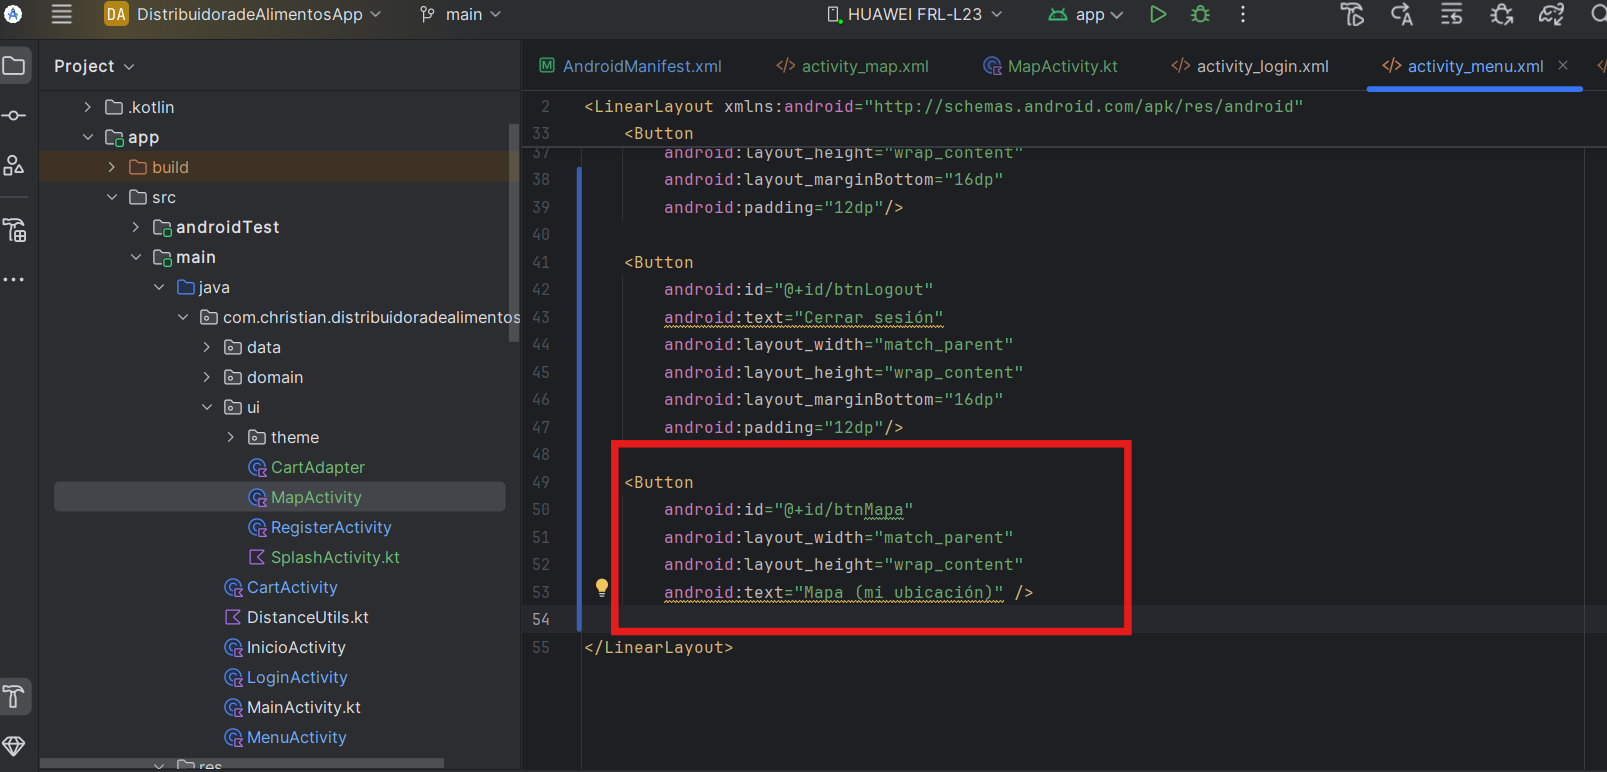 DA DistribuidoradeAlimentosApp main HUAWEI FRL-L23 app
Project
.kotlin
app
build
src
androidTest
main
java
com.christian.distribuidoradealimentos
data
domain
ui
theme
CartAdapter
MapActivity
RegisterActivity
SplashActivity.kt
CartActivity
DistanceUtils.kt
InicioActivity
LoginActivity
MainActivity.kt
MenuActivity
res
AndroidManifest.xml activity_map.xml MapActivity.kt activity_login.xml activity_menu.xml
2 <LinearLayout xmlns:android="http://schemas.android.com/apk/res/android"
33 <Button
37 android:layout_height="wrap_content"
38 android:layout_marginBottom="16dp"
39 android:padding="12dp"/>
40
41 <Button
42 android:id="@+id/btnLogout"
43 android:text="Cerrar sesión"
44 android:layout_width="match_parent"
45 android:layout_height="wrap_content"
46 android:layout_marginBottom="16dp"
47 android:padding="12dp"/>
48
49 <Button
50 android:id="@+id/btnMapa"
51 android:layout_width="match_parent"
52 android:layout_height="wrap_content"
53 android:text="Mapa (mi ubicación)" />
54
55 </LinearLayout>